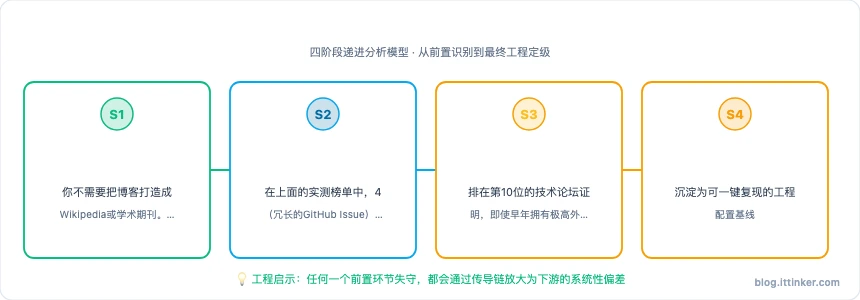 四阶段递进分析模型 · 从前置识别到最终工程定级
S1
你不需要把博客打造成
Wikipedia或学术期刊。...
S2
在上面的实测榜单中，4
（冗长的GitHub Issue）...
S3
排在第10位的技术论坛证
明，即使早年拥有极高外...
S4
沉淀为可一键复现的工程
配置基线
💡 工程启示：任何一个前置环节失守，都会通过传导链放大为下游的系统性偏差
blog.ittinker.com